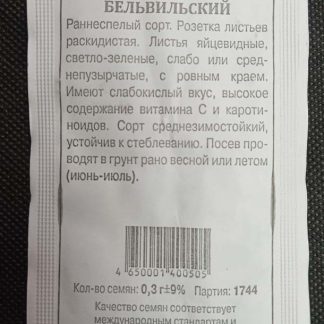 БЕЛЬВИЛЬСКИЙ
Раннеспелый сорт. Розетка листьев
раскидистая. Листья яйцевидные,
светло-зеленые, слабо или сред-
непузырчатые, с ровным краем.
Имеют слабокислый вкус, высокое
содержание витамина С и кароти-
ноидов. Сорт среднезимостойкий,
устойчив к стеблеванию. Посев про-
водят в грунт рано весной или летом
(июнь-июль).
4 650001 400505
Кол-во семян: 0,3 г±9% Партия: 1744
Качество семян соответствует
международным стандартам и